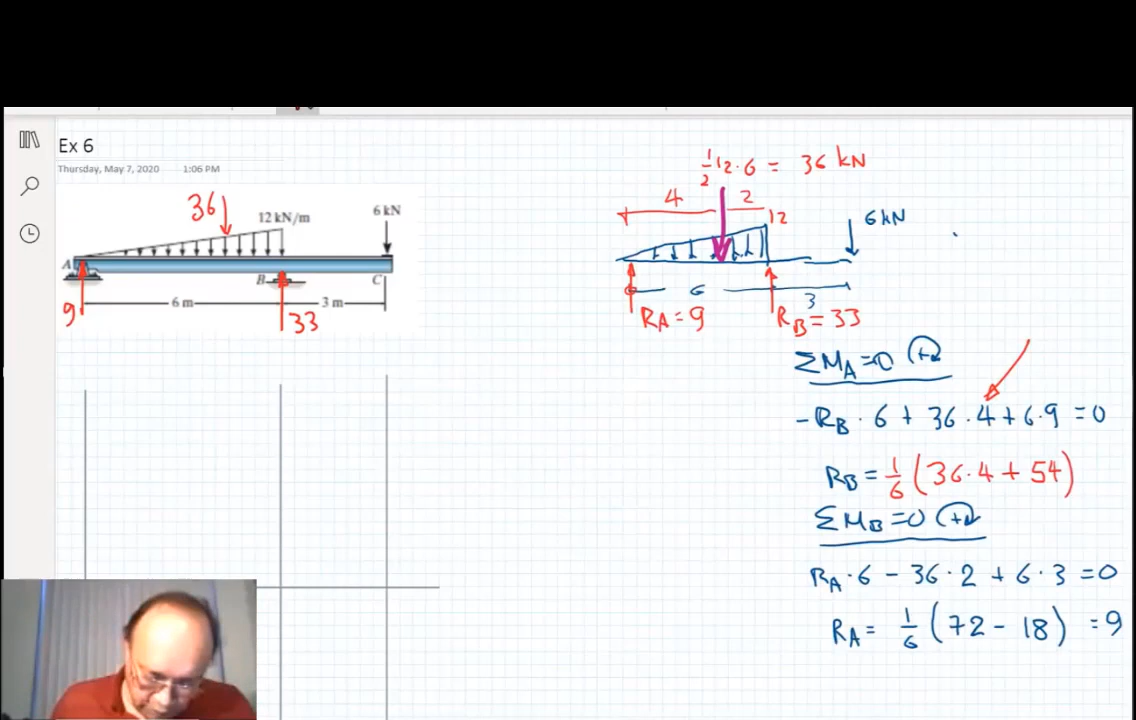 Ex 6
Thursday, May 7, 2020 1:06 PM
36
12 kN/m
6 kN
A
B
C
9
6 m
33
3 m
1/2 12·6 = 36 kN
4
2
12
6 kN
6
3
RA = 9
RB = 33
ΣMA = 0 +
-RB · 6 + 36 · 4 + 6 · 9 = 0
RB = 1/6 (36·4 + 54)
ΣMB = 0 +
RA · 6 - 36 · 2 + 6 · 3 = 0
RA = 1/6 (72 - 18) = 9